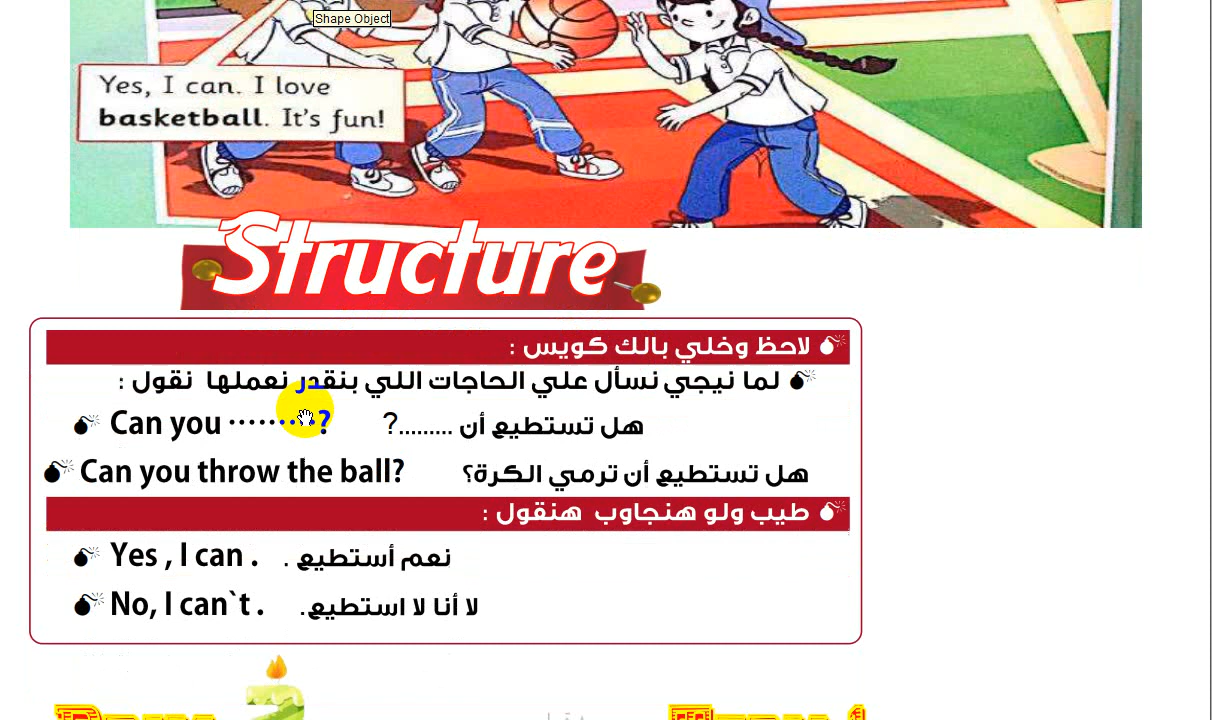 Shape Object
Yes, I can. I love
basketball. It's fun!
Structure
لاحظ وخلي بالك كويس :
لما نيجي نسأل علي الحاجات اللي بنقدر نعملها نقول :
Can you ·········? هل تستطيع أن .........?
Can you throw the ball? هل تستطيع أن ترمي الكرة؟
طيب ولو هنجاوب هنقول :
Yes , I can . نعم أستطيع .
No, I can`t . لا أنا لا استطيع.